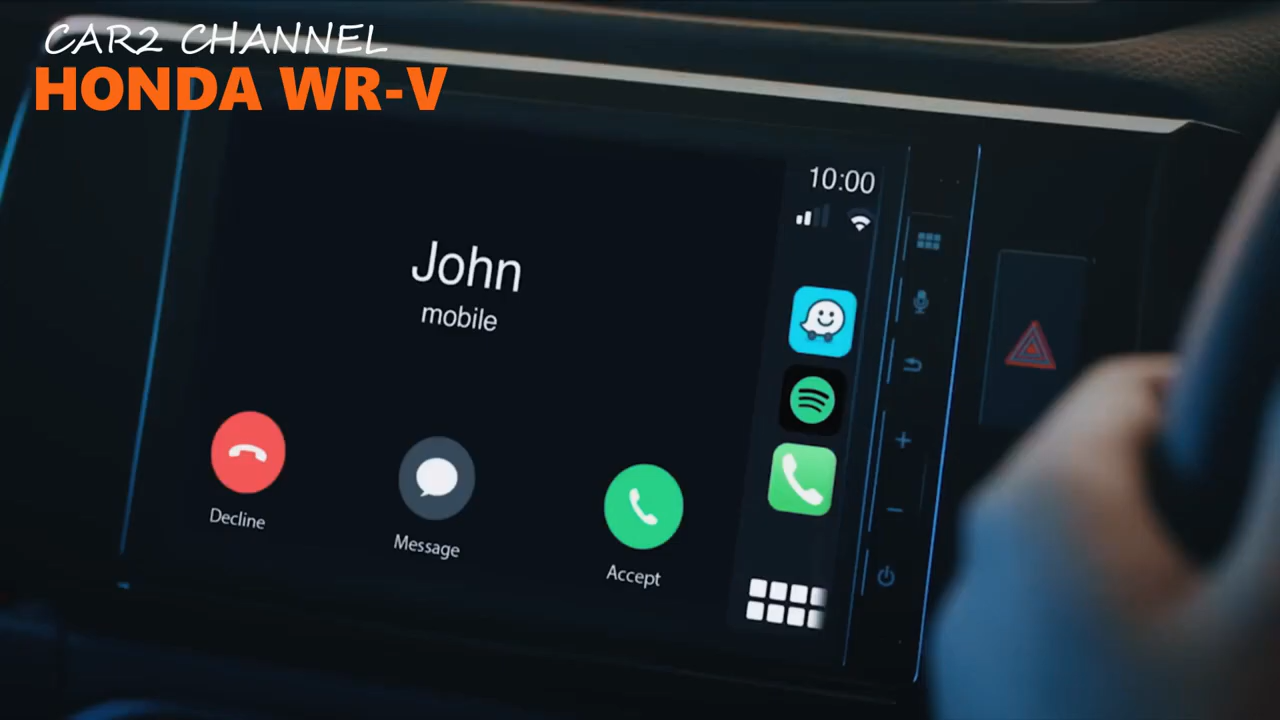 CAR2 CHANNEL
HONDA WR-V
10:00
John
mobile
Decline
Message
Accept